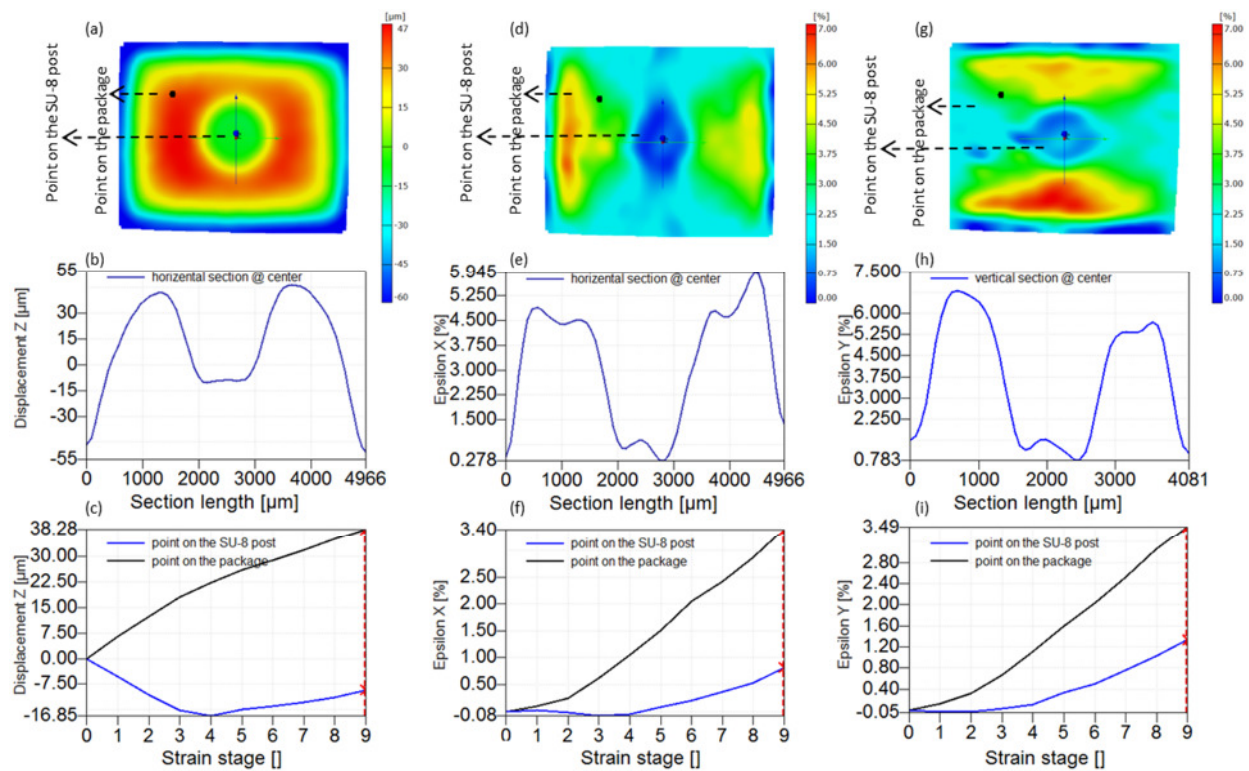 (a)
[µm]
47
30
15
0
-15
-30
-45
-60
Point on the SU-8 post
Point on the package
(d)
[%]
6.00
5.25
4.50
3.75
3.00
2.25
1.50
0.75
0.00
Point on the SU-8 post
Point on the package
(g)
[%]
6.00
5.25
4.50
3.75
3.00
2.25
1.50
0.75
0.00
Point on the SU-8 post
Point on the package
(b)
horizental section @ center
Displacement Z [µm]
55
30
15
0
-15
-30
-55
0 1000 2000 3000 4000 4966
Section length [µm]
(e)
horizental section @ center
Epsilon X [%]
5.945
5.250
4.500
3.750
3.000
1.500
0.278
0 1000 2000 3000 4000 4966
Section length [µm]
(h)
vertical section @ center
Epsilon Y [%]
7.500
6.000
5.250
4.500
3.750
3.000
2.250
0.783
0 1000 2000 3000 4081
Section length [µm]
(c)
point on the SU-8 post
point on the package
Displacement Z [µm]
38.28
30.00
22.50
15.00
7.50
0.00
-7.50
-16.85
0 1 2 3 4 5 6 7 8 9
Strain stage []
(f)
point on the SU-8 post
point on the package
Epsilon X [%]
3.40
2.50
2.00
1.50
1.00
0.50
-0.08
0 1 2 3 4 5 6 7 8 9
Strain stage []
(i)
point on the SU-8 post
point on the package
Epsilon Y [%]
3.49
2.80
2.40
2.00
1.60
1.20
0.80
0.40
-0.05
0 1 2 3 4 5 6 7 8 9
Strain stage []